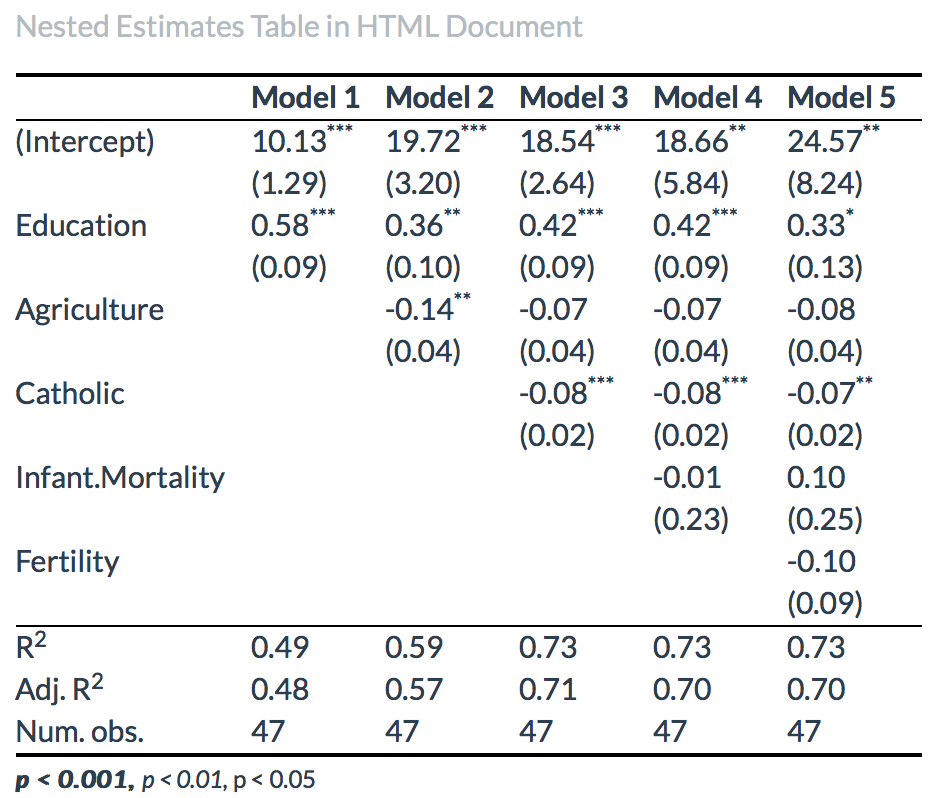 Nested Estimates Table in HTML Document
Model 1 Model 2 Model 3 Model 4 Model 5
(Intercept) 10.13*** 19.72*** 18.54*** 18.66** 24.57**
(1.29) (3.20) (2.64) (5.84) (8.24)
Education 0.58*** 0.36** 0.42*** 0.42*** 0.33*
(0.09) (0.10) (0.09) (0.09) (0.13)
Agriculture -0.14** -0.07 -0.07 -0.08
(0.04) (0.04) (0.04) (0.04)
Catholic -0.08*** -0.08*** -0.07**
(0.02) (0.02) (0.02)
Infant.Mortality -0.01 0.10
(0.23) (0.25)
Fertility -0.10
(0.09)
R² 0.49 0.59 0.73 0.73 0.73
Adj. R² 0.48 0.57 0.71 0.70 0.70
Num. obs. 47 47 47 47 47
p < 0.001, p < 0.01, p < 0.05